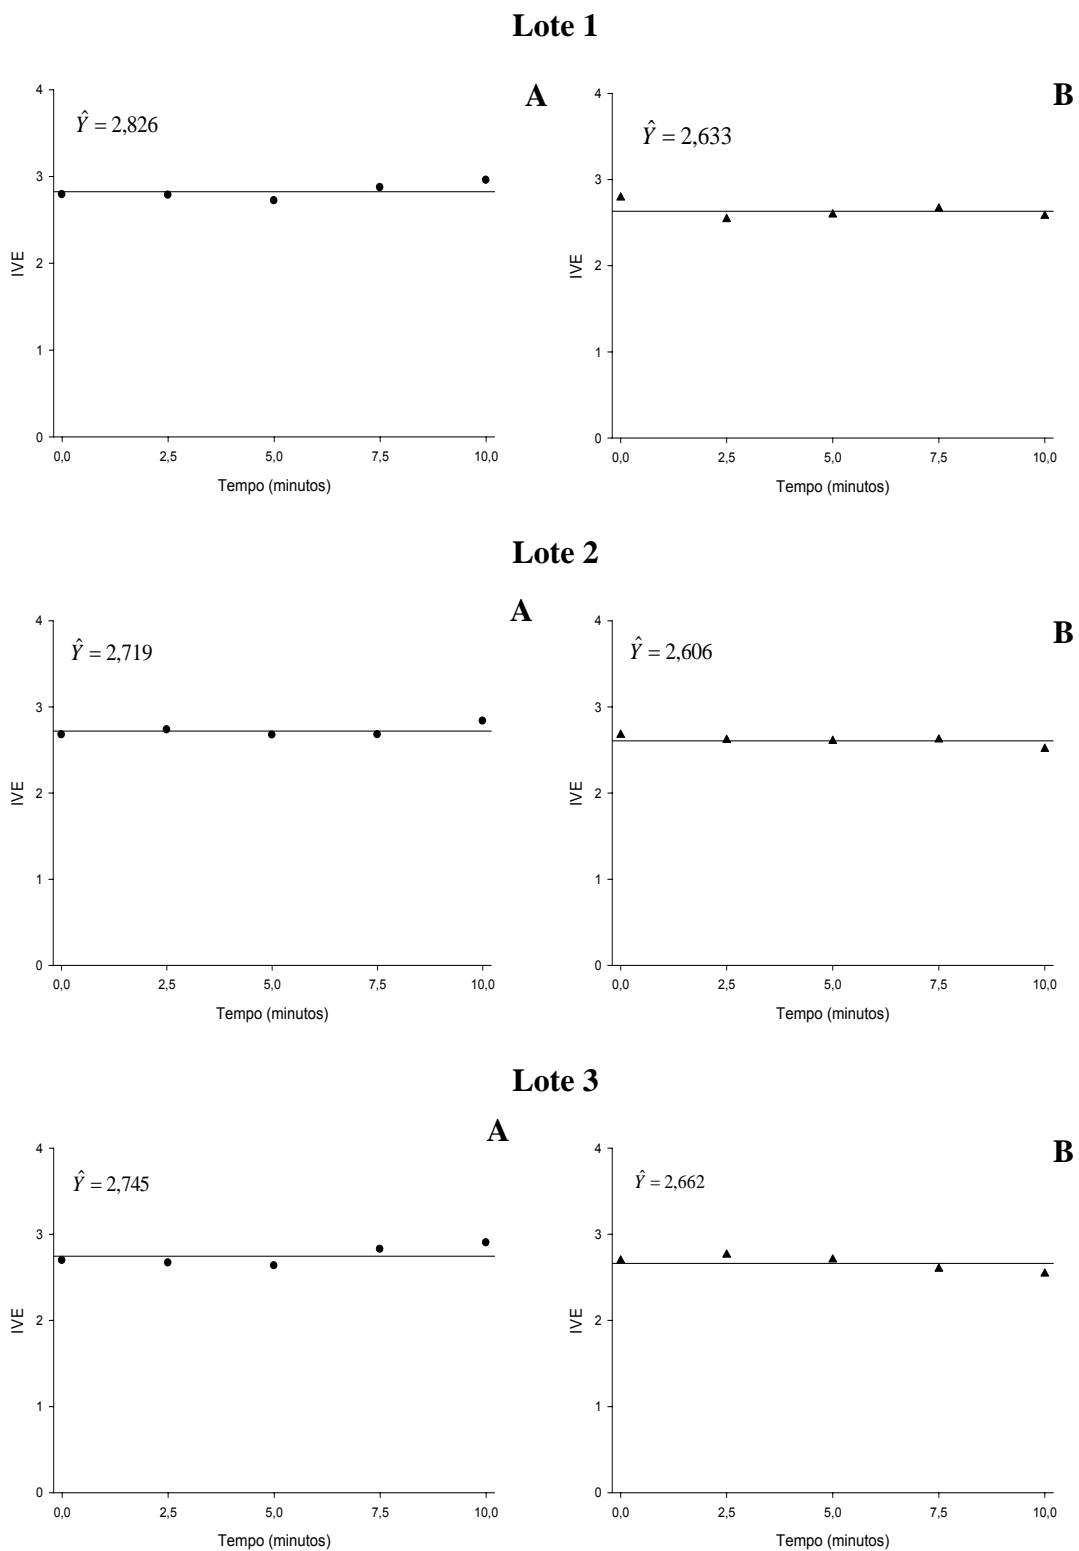 Lote 1
A
B
Ŷ = 2,826
Ŷ = 2,633
4
3
2
1
0
IVE
0,0 2,5 5,0 7,5 10,0
Tempo (minutos)
4
3
2
1
0
IVE
0,0 2,5 5,0 7,5 10,0
Tempo (minutos)
Lote 2
A
B
Ŷ = 2,719
Ŷ = 2,606
4
3
2
1
0
IVE
0,0 2,5 5,0 7,5 10,0
Tempo (minutos)
4
3
2
1
0
IVE
0,0 2,5 5,0 7,5 10,0
Tempo (minutos)
Lote 3
A
B
Ŷ = 2,745
Ŷ = 2,662
4
3
2
1
0
IVE
0,0 2,5 5,0 7,5 10,0
Tempo (minutos)
4
3
2
1
0
IVE
0,0 2,5 5,0 7,5 10,0
Tempo (minutos)